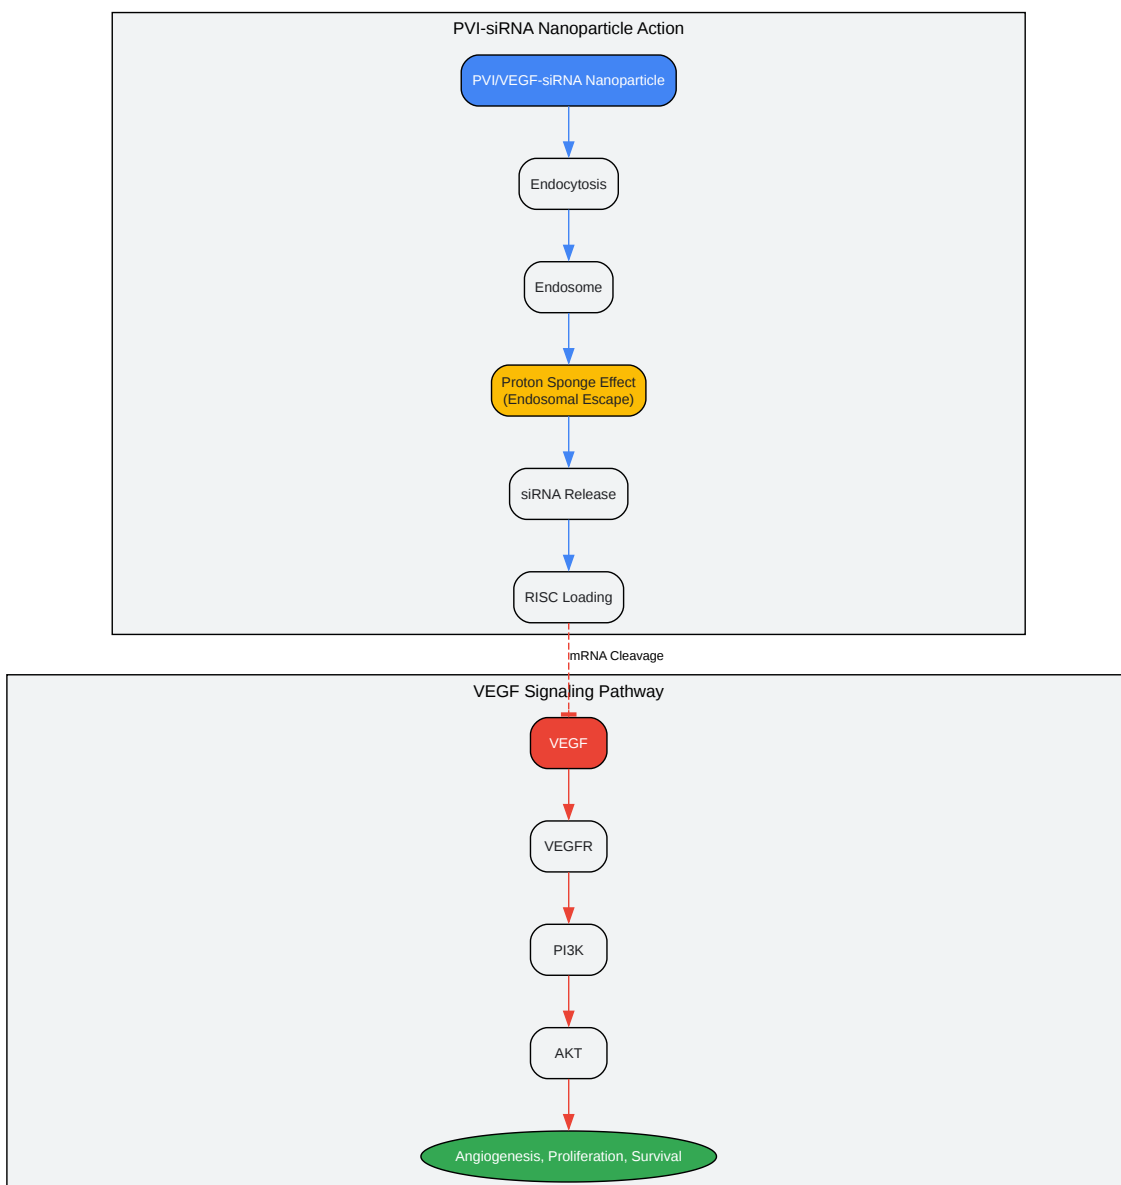 PVI-siRNA Nanoparticle Action
PVI/VEGF-siRNA Nanoparticle
Endocytosis
Endosome
Proton Sponge Effect
(Endosomal Escape)
siRNA Release
RISC Loading
mRNA Cleavage
VEGF Signaling Pathway
VEGF
VEGFR
PI3K
AKT
Angiogenesis, Proliferation, Survival